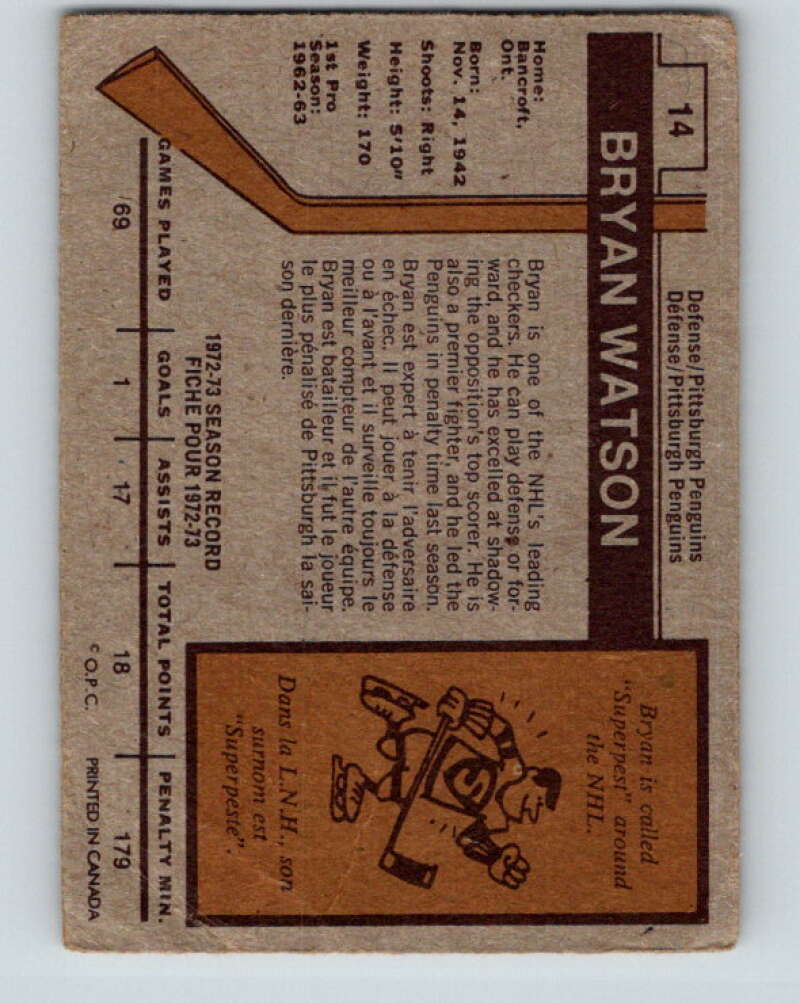 14
Defense/Pittsburgh Penguins
Défense/Pittsburgh Penguins
BRYAN WATSON
Home:
Bancroft,
Ont.
Born:
Nov. 14, 1942
Shoots: Right
Height: 5'10"
Weight: 170
1st Pro
Season:
1962-63
Bryan is one of the NHL's leading
checkers. He can play defense or for-
ward, and he has excelled at shadow-
ing the opposition's top scorer. He is
also a premier fighter, and he led the
Penguins in penalty time last season.
Bryan est expert à tenir l'adversaire
en échec. Il peut jouer à la défense
ou à l'avant et il surveille toujours le
meilleur compteur de l'autre équipe.
Bryan est batailleur et il fut le joueur
le plus pénalisé de Pittsburgh la sai-
son dernière.
Bryan is called
"Superpest" around
the NHL.
S
Dans la L.N.H., son
surnom est
"Superpeste".
1972-73 SEASON RECORD
FICHE POUR 1972-73
GAMES PLAYED GOALS ASSISTS TOTAL POINTS PENALTY MIN.
69 1 17 18 179
© O.P.C. PRINTED IN CANADA